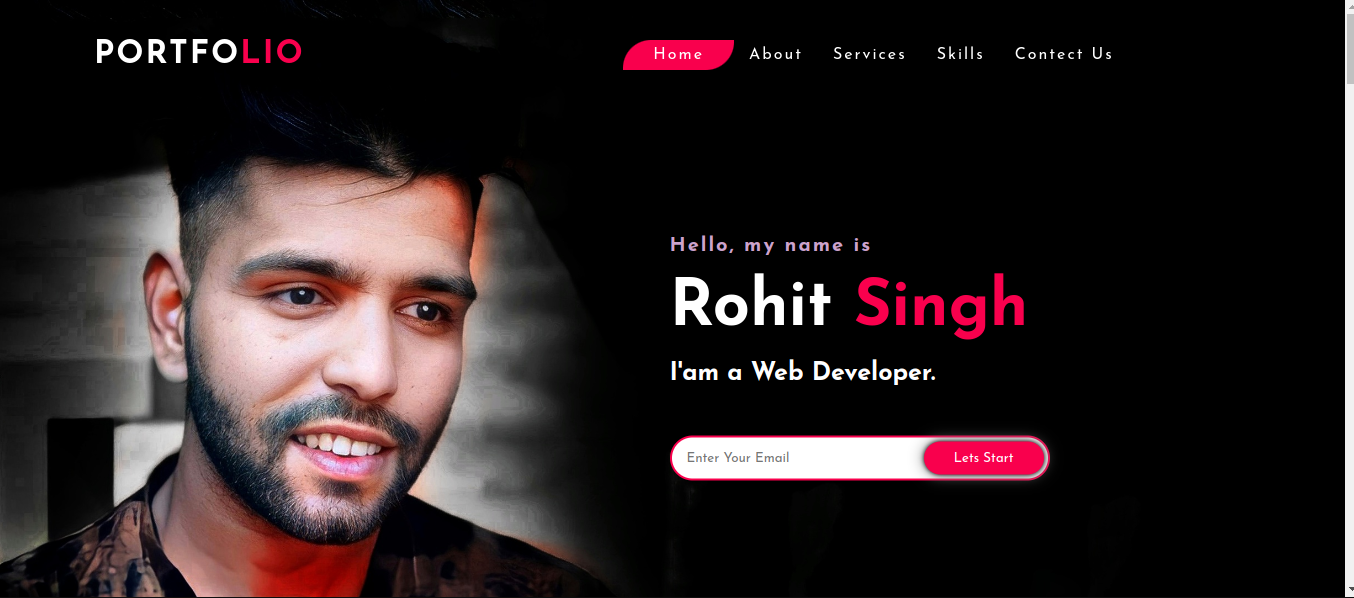 PORTFOLIO
Home About Services Skills Contect Us
Hello, my name is
Rohit Singh
I'am a Web Developer.
Enter Your Email Lets Start